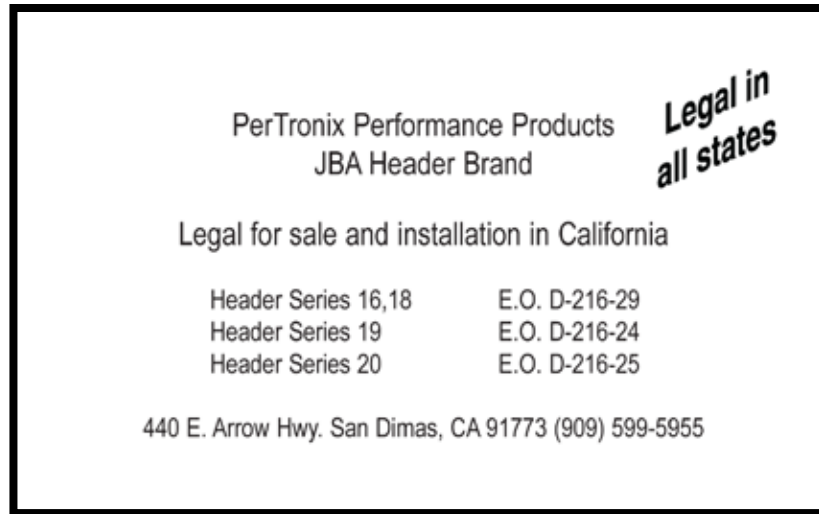 Legal in
all states
PerTronix Performance Products
JBA Header Brand
Legal for sale and installation in California
Header Series 16,18 E.O. D-216-29
Header Series 19 E.O. D-216-24
Header Series 20 E.O. D-216-25
440 E. Arrow Hwy. San Dimas, CA 91773 (909) 599-5955